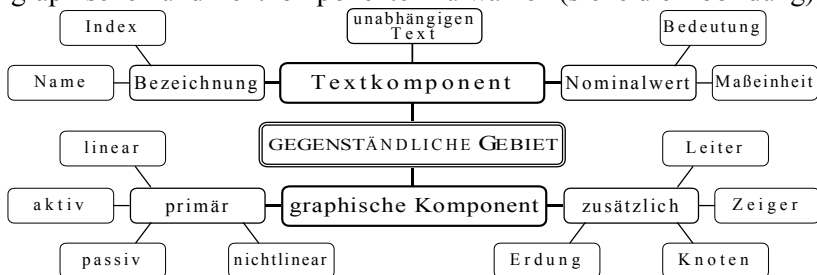 unabhängigen
Text
Index
Bedeutung
Name
Bezeichnung
Textkomponent
Nominalwert
Maßeinheit
GEGENSTÄNDLICHE GEBIET
linear
Leiter
aktiv
primär
graphische Komponent
zusätzlich
Zeiger
passiv
nichtlinear
Erdung
Knoten